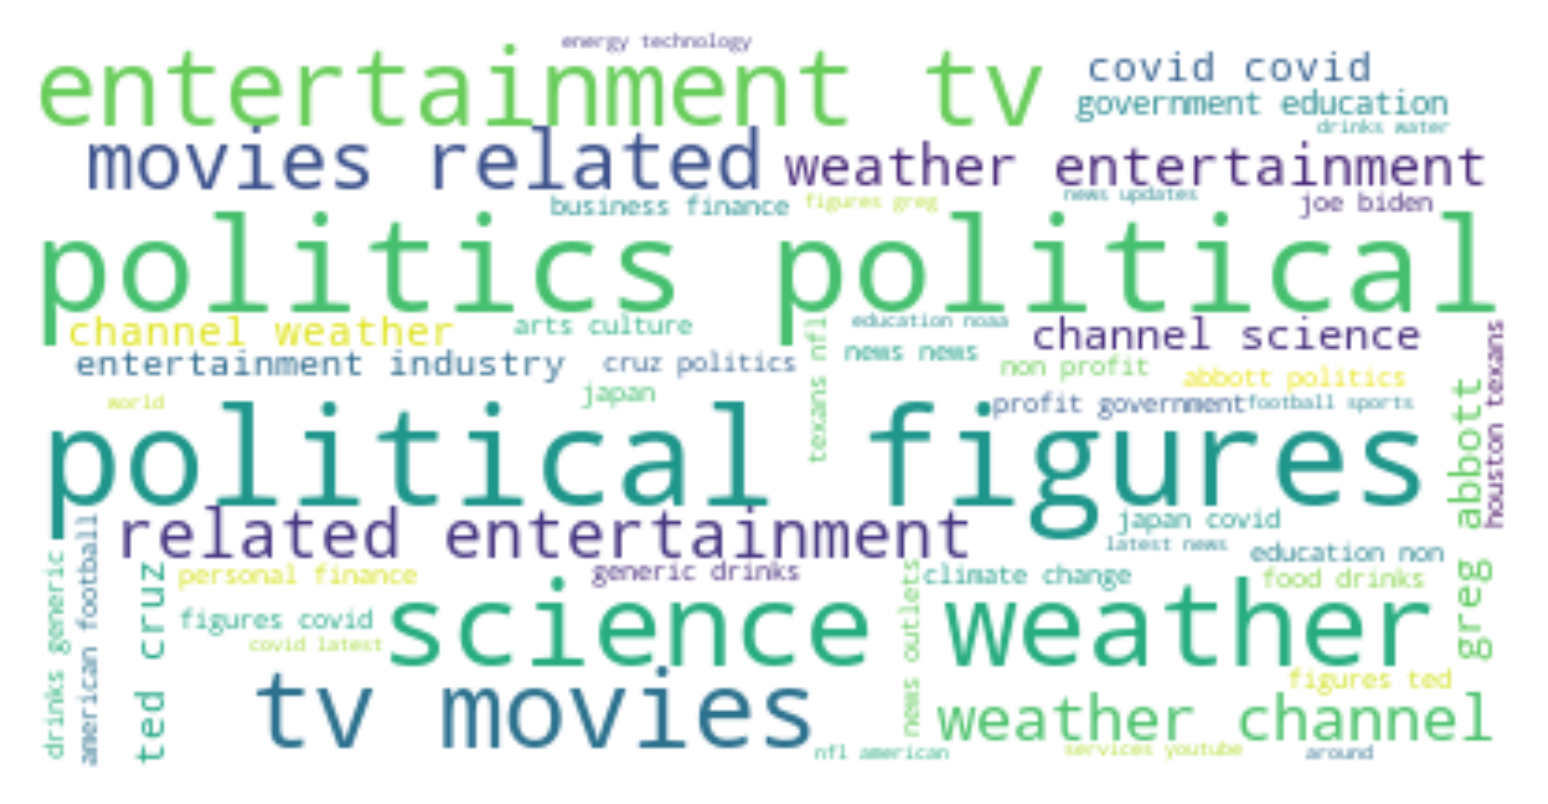 energy technology
entertainment tv
covid covid
government education
drinks water
movies related
weather entertainment
business finance
figures greg
news updates
joe biden
politics political
channel weather
arts culture
education noaa
channel science
entertainment industry
cruz politics
news news
non profit
abbott politics
japan
texans nfl
world
profit government
football sports
houston texans
political figures
greg abbott
related entertainment
japan covid
latest news
education non
personal finance
generic drinks
climate change
food drinks
drinks generic
american football
ted cruz
figures covid
covid latest
science weather
news outlets
figures ted
tv movies
weather channel
nfl american
services youtube
around